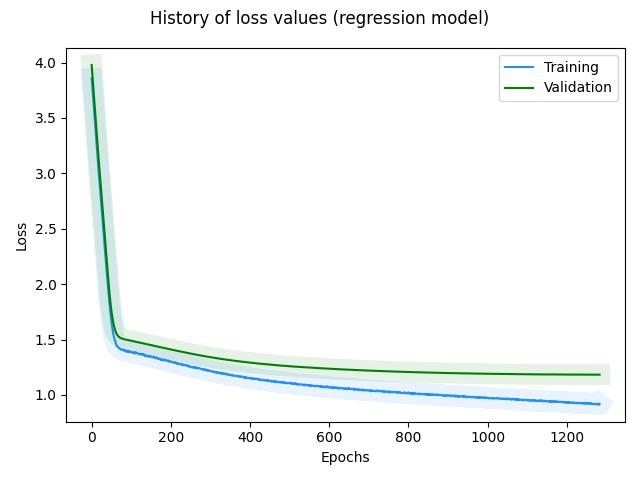 History of loss values (regression model)
Training
Validation
Loss
4.0
3.5
3.0
2.5
2.0
1.5
1.0
0 200 400 600 800 1000 1200
Epochs